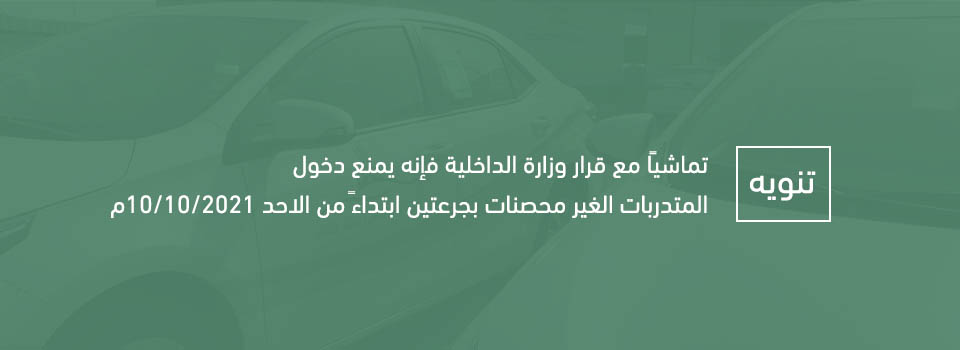 تنويه
تماشياً مع قرار وزارة الداخلية فإنه يمنع دخول
المتدربات الغير محصنات بجرعتين ابتداءً من الاحد 10/10/2021م